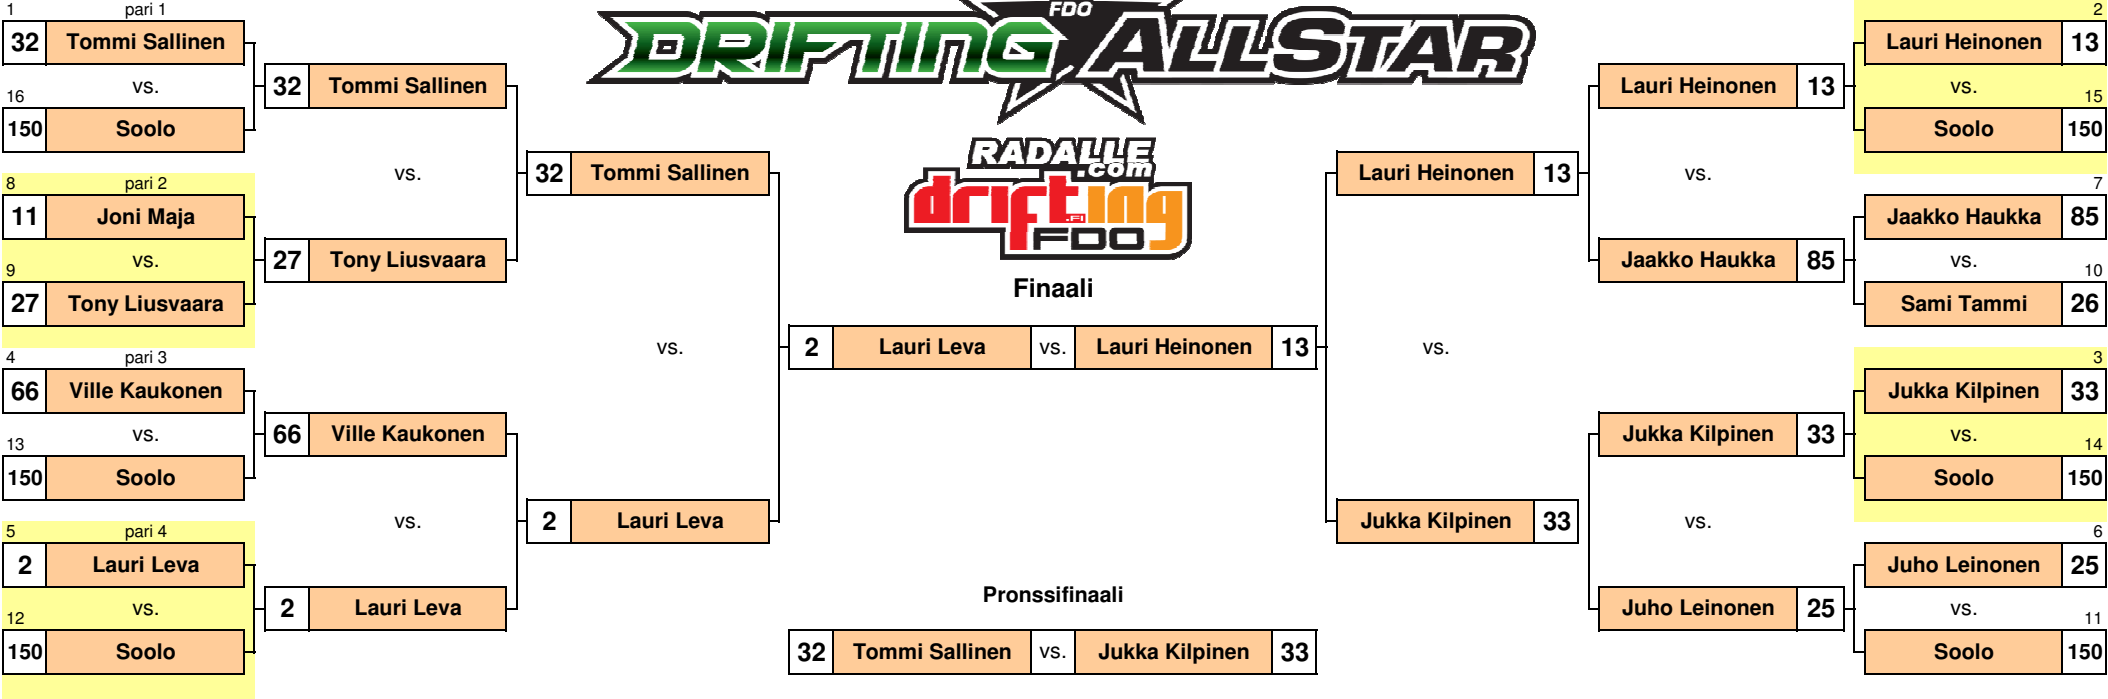 FDO
DRIFTING ALLSTAR
RADALLE
.com
drifting
.FI
FDO
1 pari 1
32 Tommi Sallinen
vs.
16
150 Soolo
8 pari 2
11 Joni Maja
vs.
9
27 Tony Liusvaara
4 pari 3
66 Ville Kaukonen
vs.
13
150 Soolo
5 pari 4
2 Lauri Leva
vs.
12
150 Soolo
32 Tommi Sallinen
vs.
27 Tony Liusvaara
66 Ville Kaukonen
vs.
2 Lauri Leva
32 Tommi Sallinen
vs.
2 Lauri Leva
Finaali
2 Lauri Leva vs. Lauri Heinonen 13
Pronssifinaali
32 Tommi Sallinen vs. Jukka Kilpinen 33
Lauri Heinonen 13
vs.
Jukka Kilpinen 33
Lauri Heinonen 13
vs.
Jaakko Haukka 85
Jukka Kilpinen 33
vs.
Juho Leinonen 25
2
Lauri Heinonen 13
vs.
15
Soolo 150
7
Jaakko Haukka 85
vs.
10
Sami Tammi 26
3
Jukka Kilpinen 33
vs.
14
Soolo 150
6
Juho Leinonen 25
vs.
11
Soolo 150